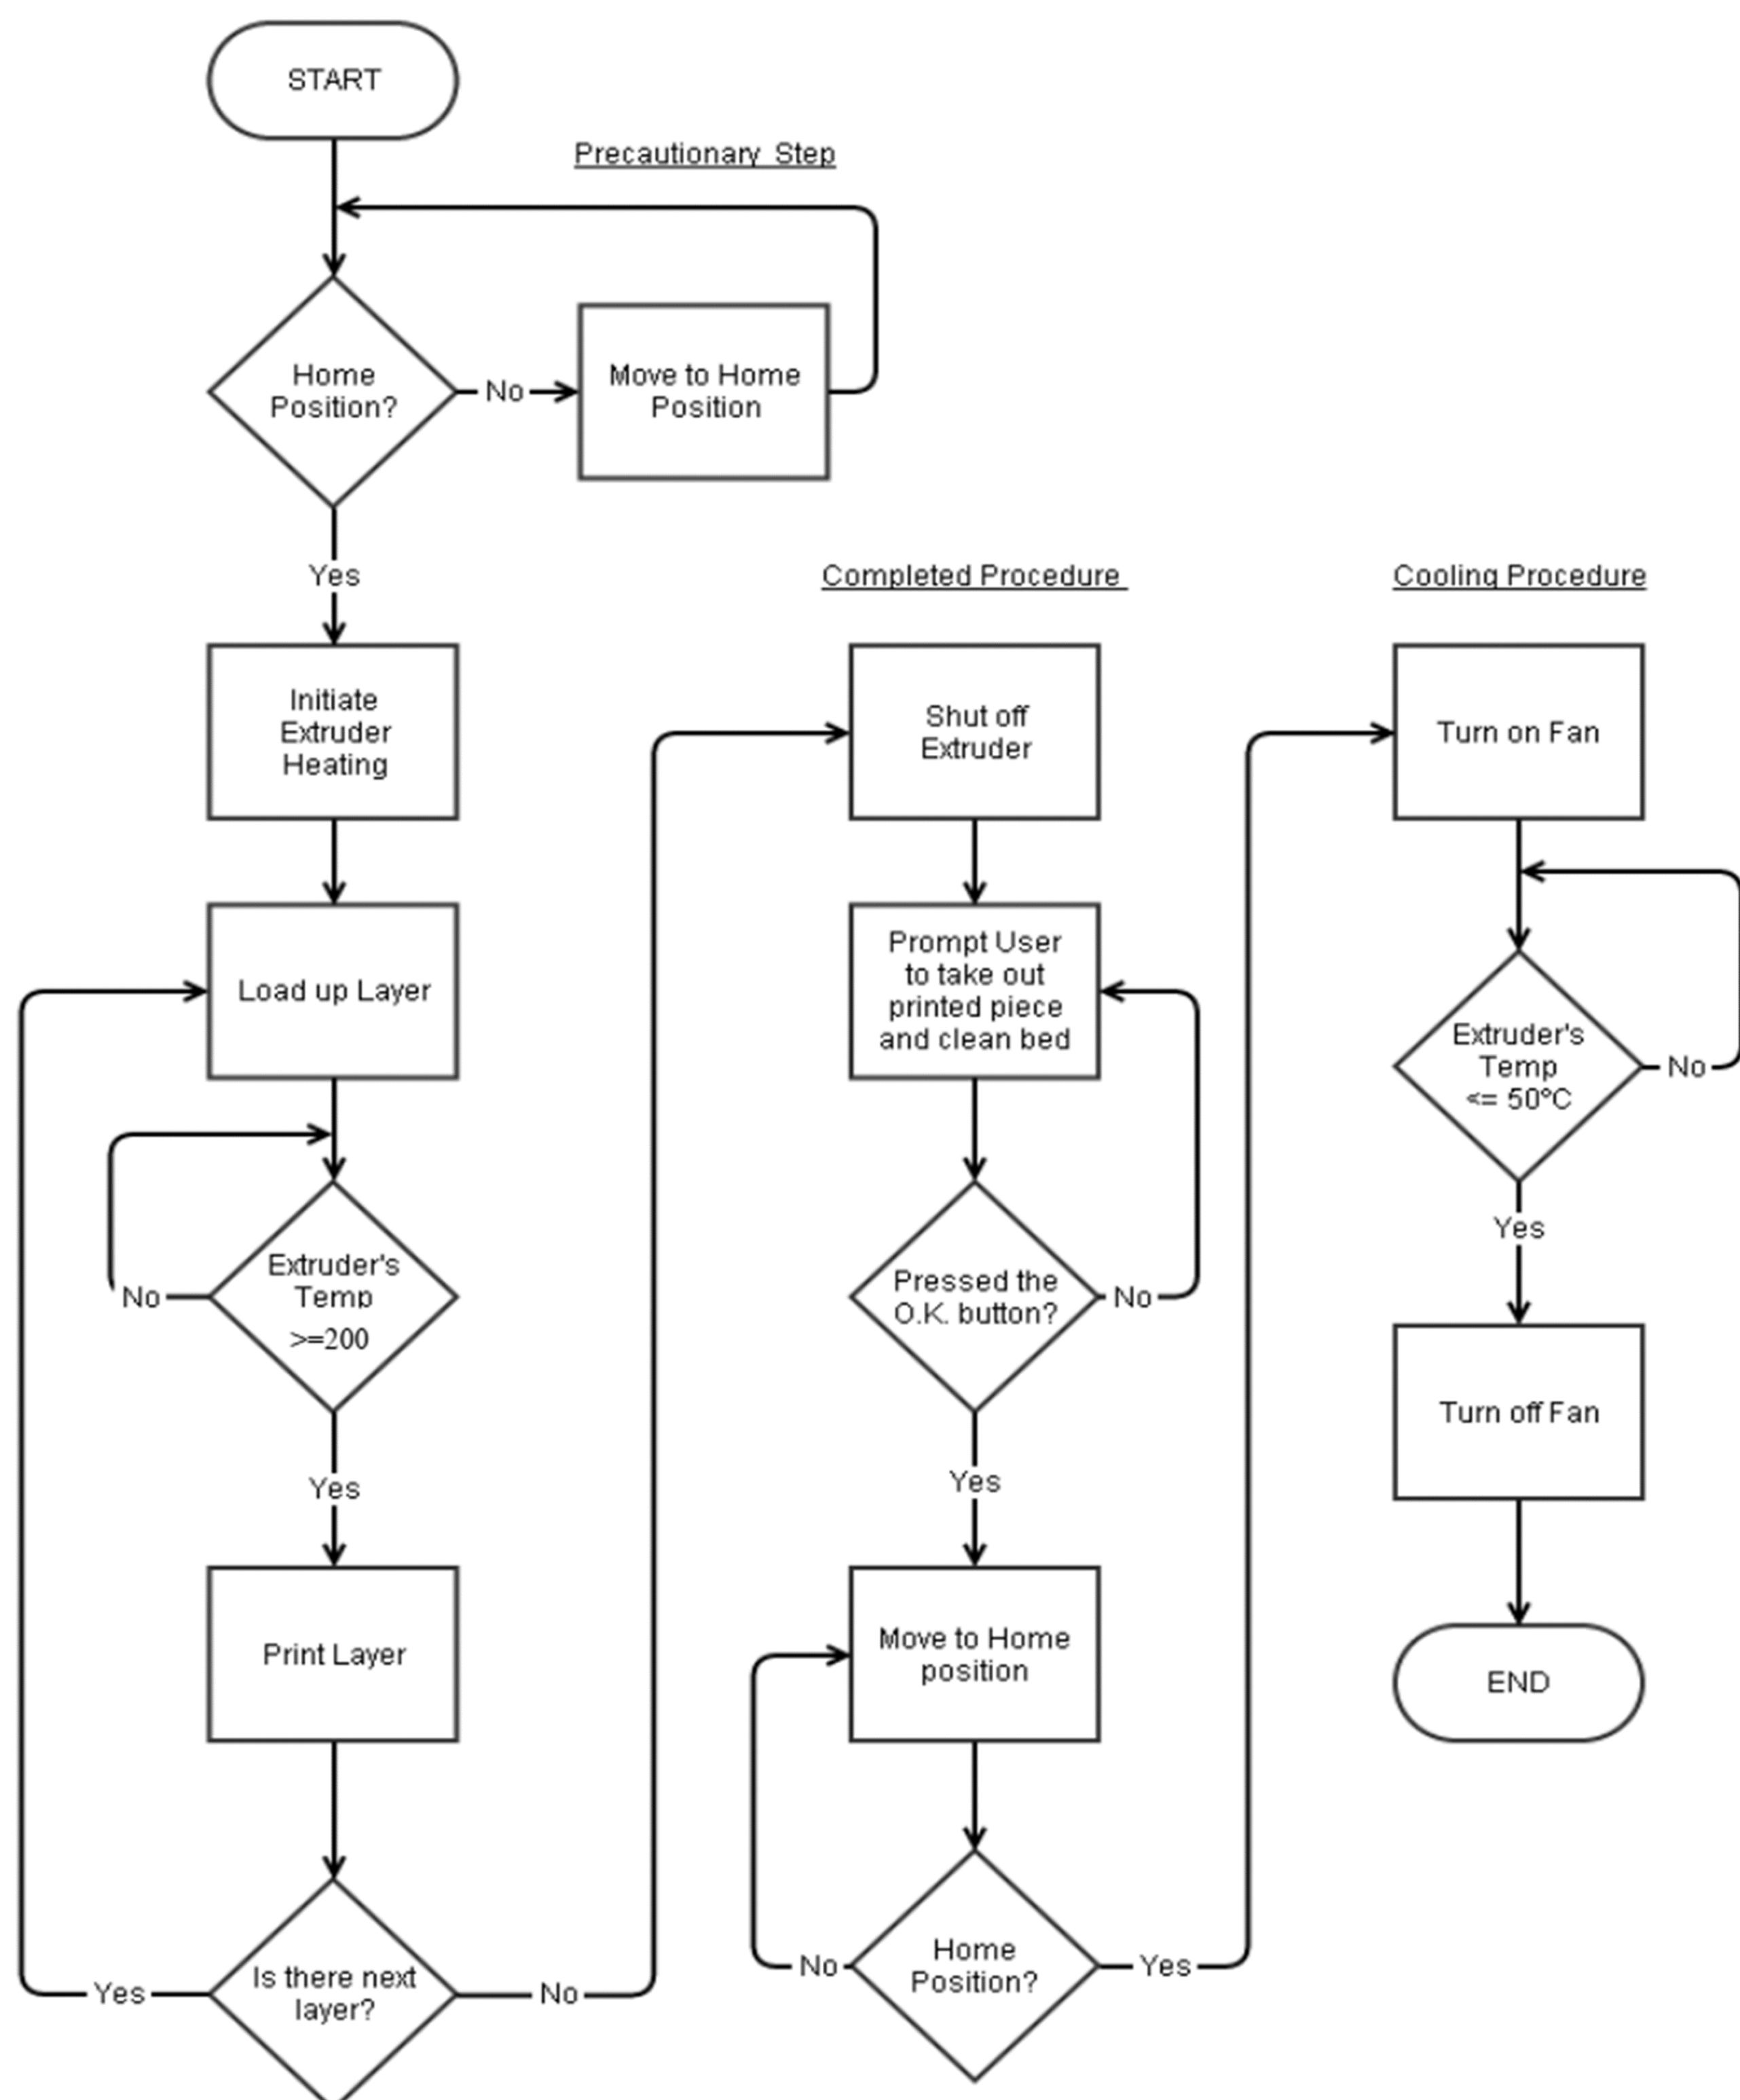 START
Precautionary Step
Home
Position?
No
Move to Home
Position
Yes
Initiate
Extruder
Heating
Load up Layer
Extruder's
Temp
>=200
No
Yes
Print Layer
Is there next
layer?
Yes
No
Completed Procedure
Shut off
Extruder
Prompt User
to take out
printed piece
and clean bed
Pressed the
O.K. button?
No
Yes
Move to Home
position
Home
Position?
No
Yes
Cooling Procedure
Turn on Fan
Extruder's
Temp
<= 50°C
No
Yes
Turn off Fan
END